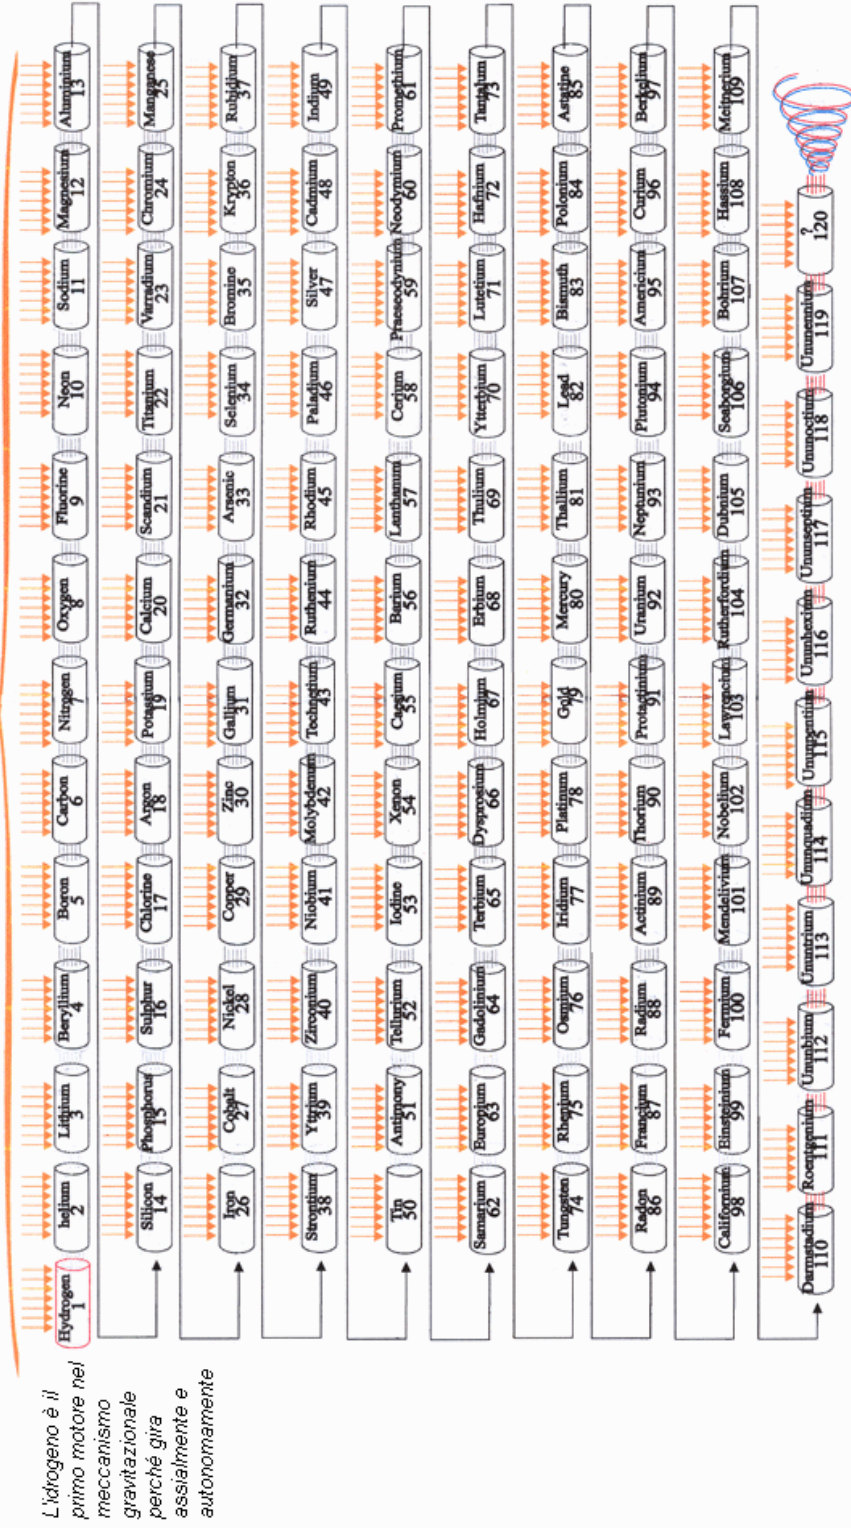 L'idrogeno è il
primo motore nel
meccanismo
gravitazionale
perché gira
assialmente e
autonomamente
Hydrogen helium Lithium Beryllium Boron Carbon Nitrogen Oxygen Fluorine Neon Sodium Magnesium Aluminium
1 2 3 4 5 6 7 8 9 10 11 12 13
Silicon Phosphorus Sulphur Chlorine Argon Potassium Calcium Scandium Titanium Varradium Chromium Manganese
14 15 16 17 18 19 20 21 22 23 24 25
Iron Cobalt Nickel Copper Zinc Gallium Germanium Arsenic Selenium Bromine Krypton Rubidium
26 27 28 29 30 31 32 33 34 35 36 37
Strontium Yttrium Zirconium Niobium Molybdenum Technetium Ruthenium Rhodium Paladium Silver Cadmium Indium
38 39 40 41 42 43 44 45 46 47 48 49
Tin Antimony Tellurium Iodine Xenon Caesium Barium Lanthanum Cerium Praeseodynium Neodymium Promethium
50 51 52 53 54 55 56 57 58 59 60 61
Samarium Europium Gadolinium Terbium Dysprosium Holmium Erbium Thulium Ytterbium Lutetium Hafnium Tantalum
62 63 64 65 66 67 68 69 70 71 72 73
Tungsten Rhenium Osmium Iridium Platinum Gold Mercury Thallium Lead Bismuth Polonium Astatine
74 75 76 77 78 79 80 81 82 83 84 85
Radon Francium Radium Actinium Thorium Protactinium Uranium Neptunium Plutonium Americium Curium Berkelium
86 87 88 89 90 91 92 93 94 95 96 97
Californium Einsteinium Fermium Mendelivium Nobelium Lawrencium Rutherfordium Dubnium Seaborgium Bohrium Hassium Meitnerium
98 99 100 101 102 103 104 105 106 107 108 109
Darmstadium Roentgenium Ununbium Ununtrium Ununquadium Ununpentium Ununhexium Ununseptium Ununoctium Ununennium ?
110 111 112 113 114 115 116 117 118 119 120